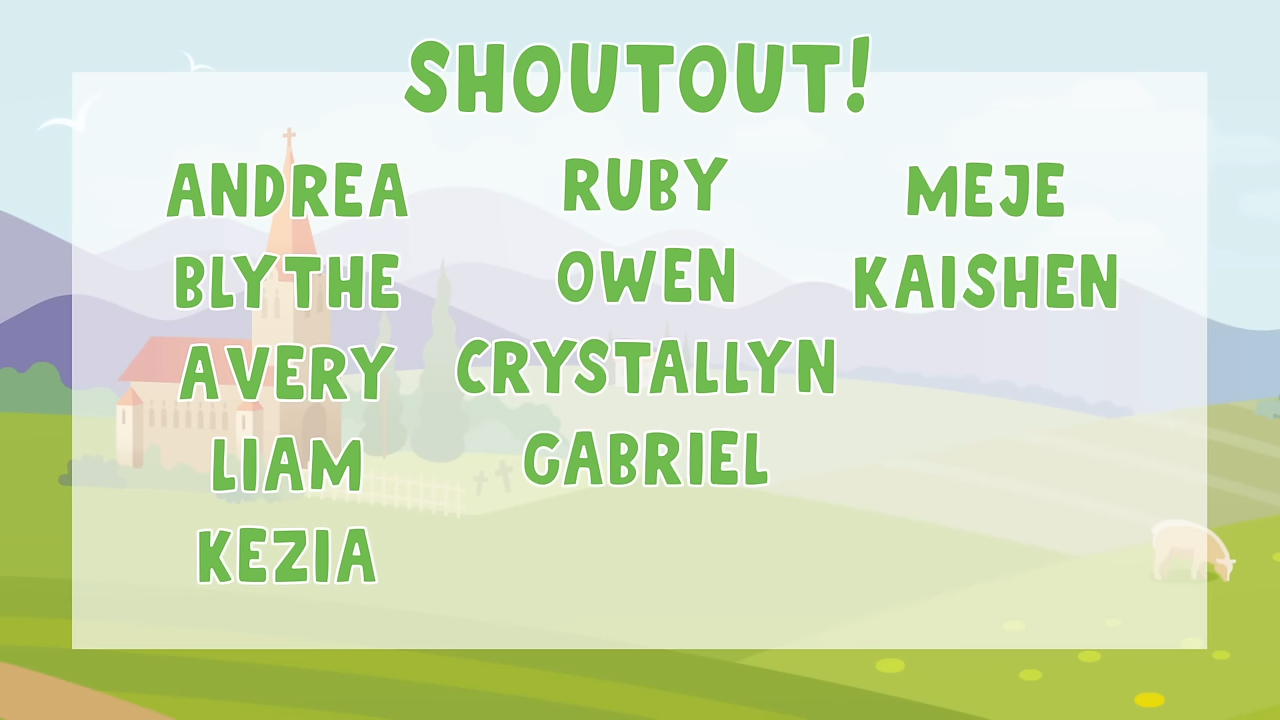 SHOUTOUT!
ANDREA
BLYTHE
AVERY
LIAM
KEZIA
RUBY
OWEN
CRYSTALLYN
GABRIEL
MEJE
KAISHEN